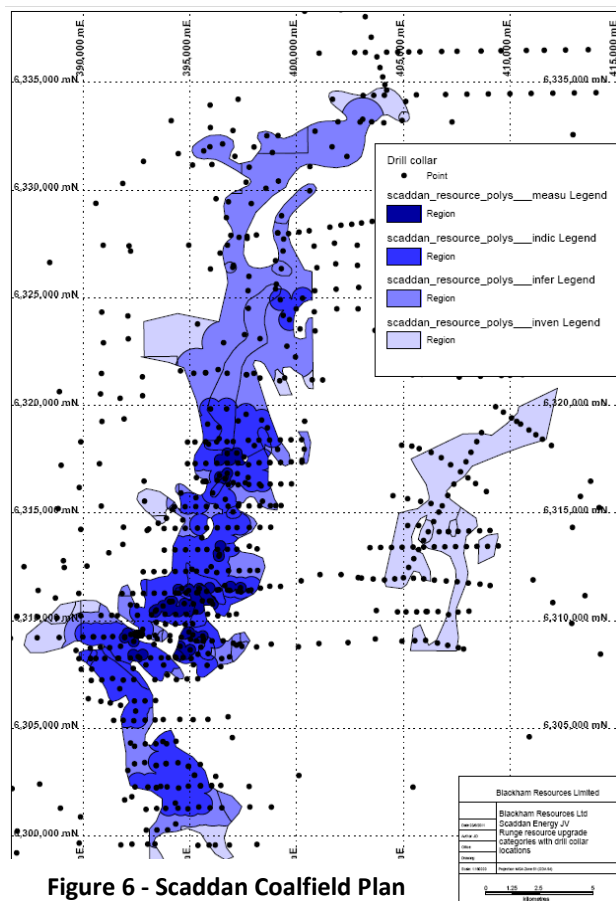 390,000 mE
395,000 mE
400,000 mE
405,000 mE
410,000 mE
415,000
6,335,000 mN
6,335,000 mN
6,330,000 mN
6,325,000 mN
6,320,000 mN
6,320,000 mN
6,315,000 mN
6,315,000 mN
6,310,000 mN
6,310,000 mN
6,305,000 mN
6,305,000 mN
6,300,000 mN
Drill collar
Point
scaddan_resource_polys___measu Legend
Region
scaddan_resource_polys___indic Legend
Region
scaddan_resource_polys___infer Legend
Region
scaddan_resource_polys___inven Legend
Region
Blackham Resources Limited
Blackham Resources Ltd
Scaddan Energy JV
Runge resource upgrade
categories with drill collar
locations
0 1.25 2.5 5
kilometres
Figure 6 - Scaddan Coalfield Plan